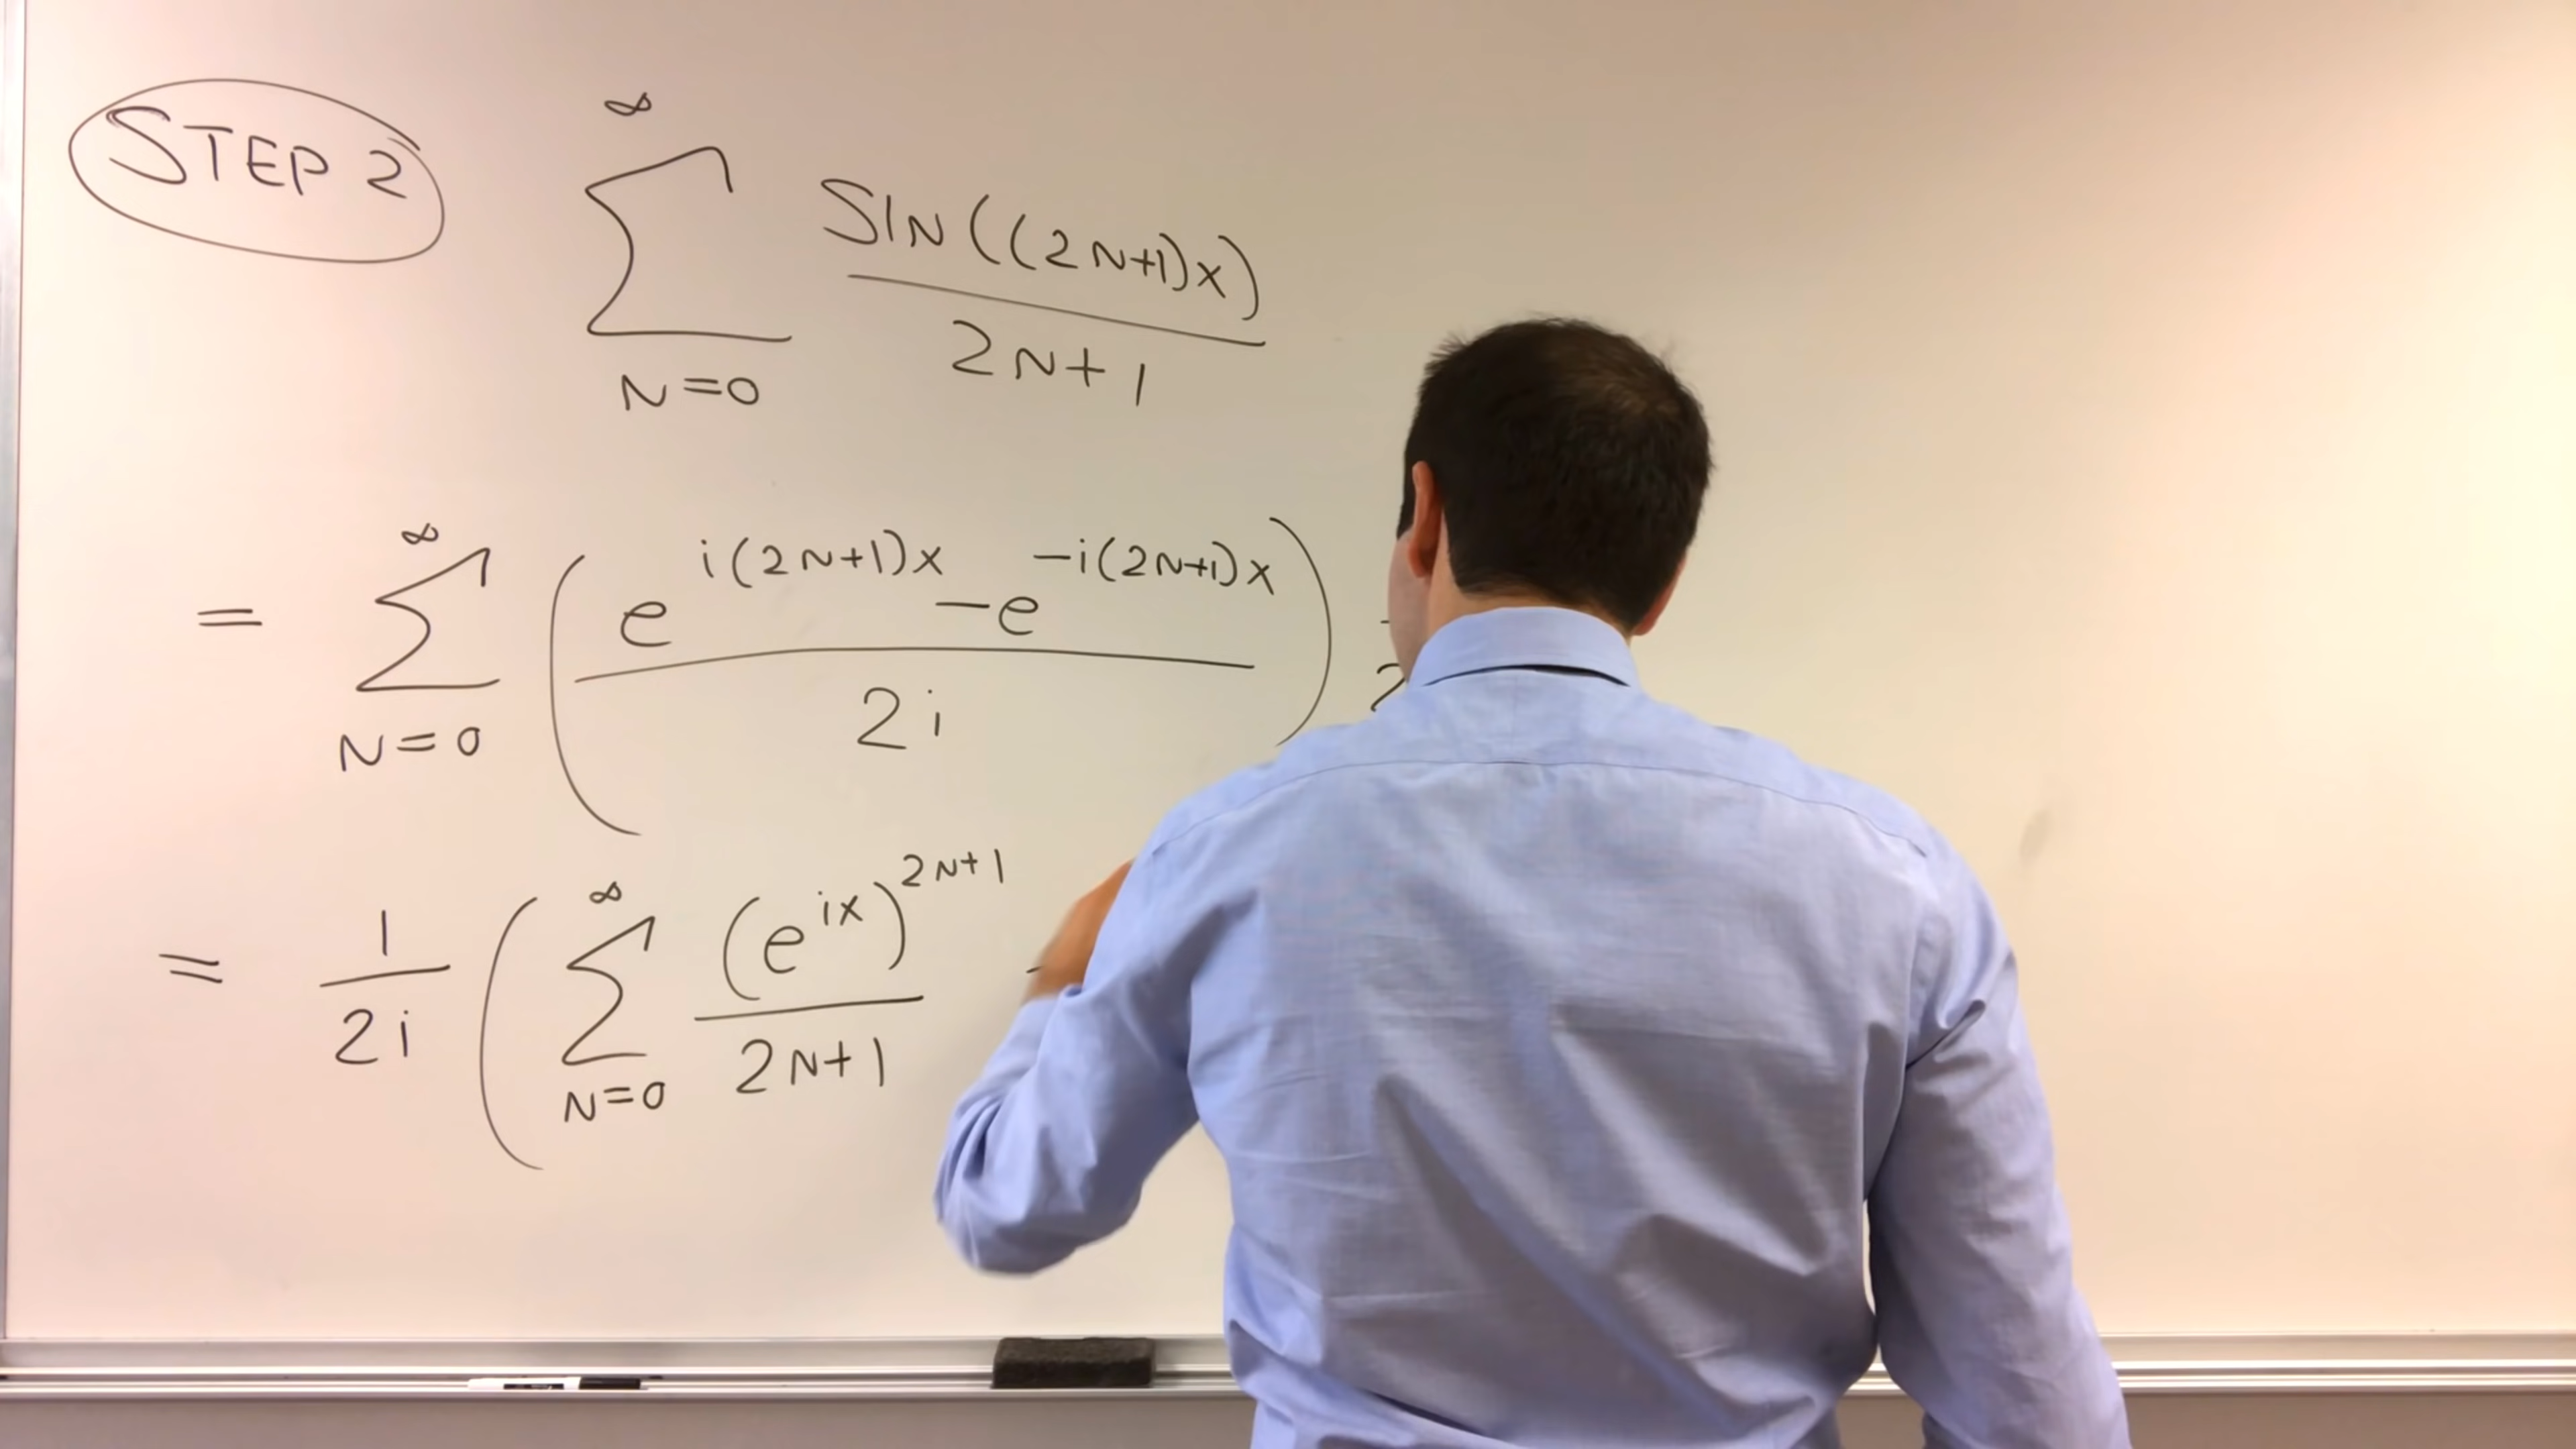 STEP 2
∞
∑ SIN((2N+1)x)
N=0 2N+1
∞
= ∑ ( e^{i(2N+1)x} - e^{-i(2N+1)x} )
N=0 2i
= 1/2i ( ∑_{N=0}^{∞} (e^{ix})^{2N+1} / 2N+1